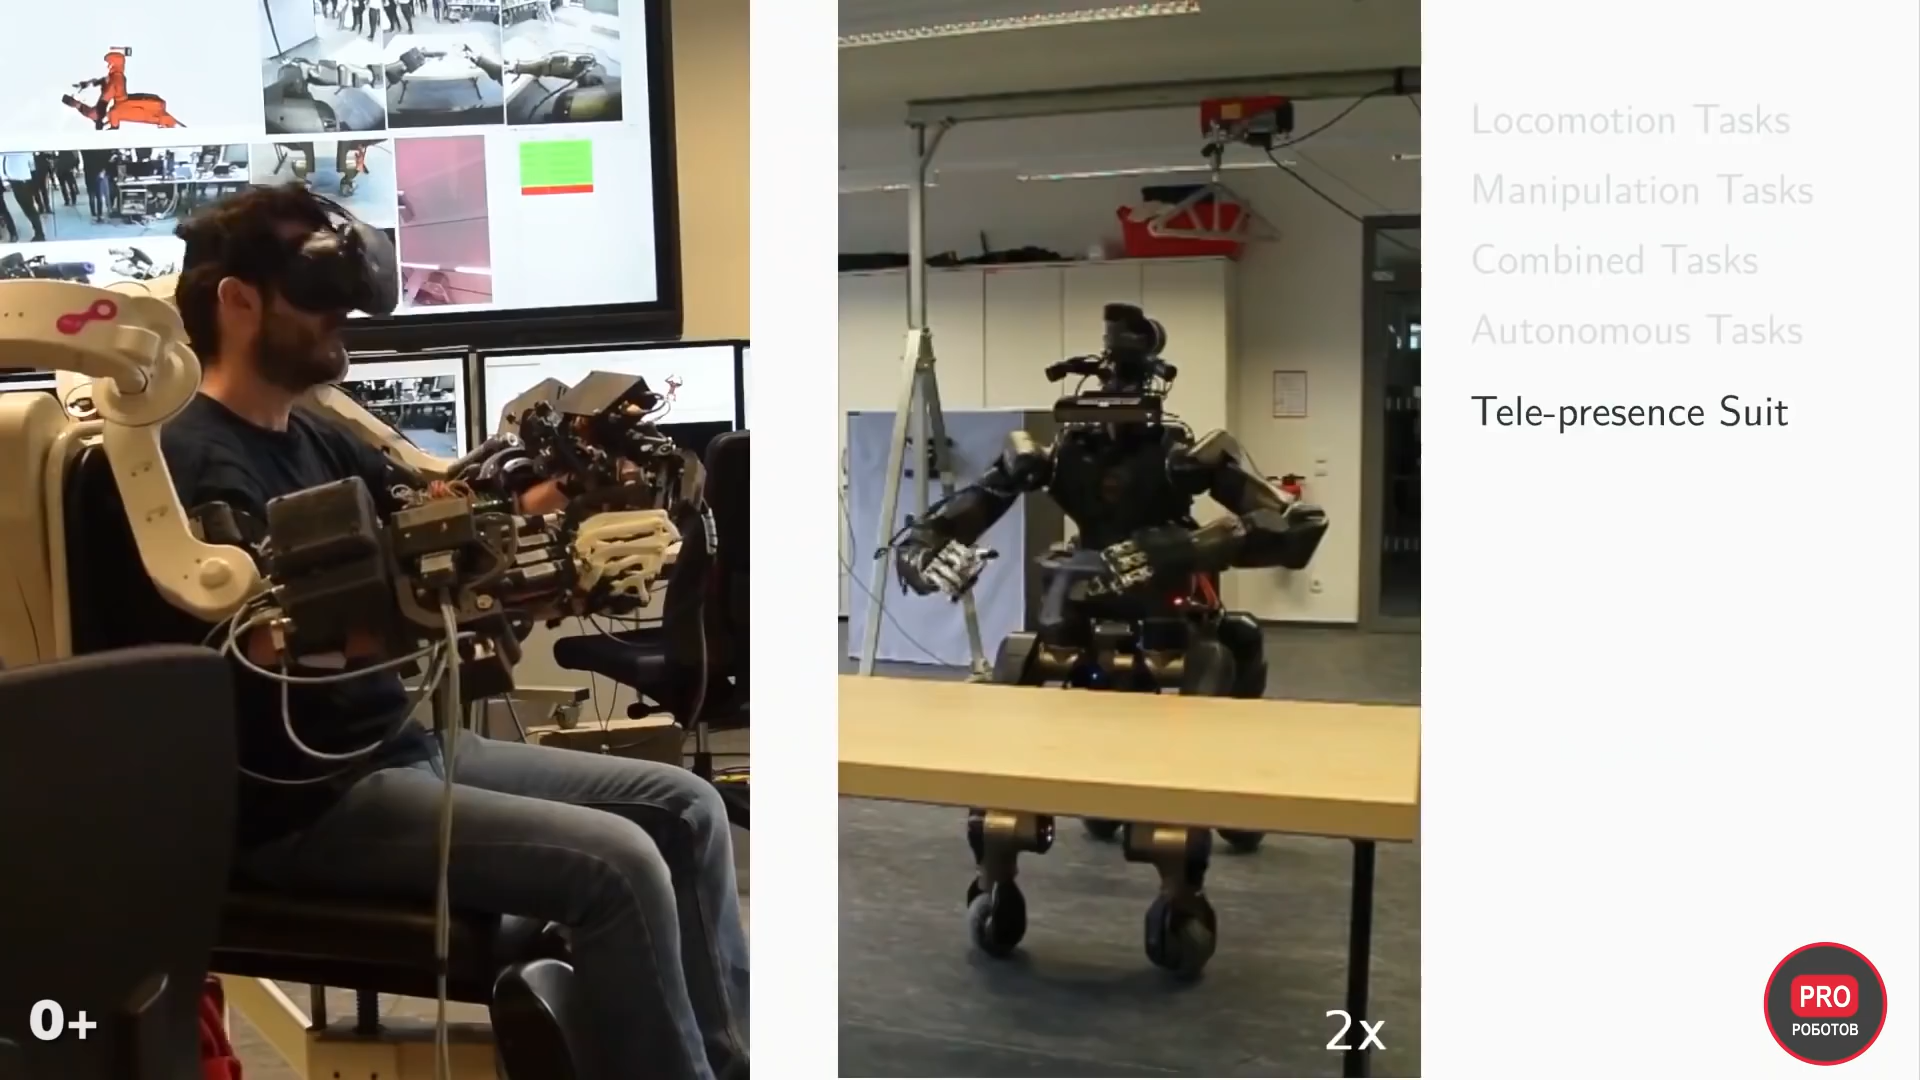 Locomotion Tasks
Manipulation Tasks
Combined Tasks
Autonomous Tasks
Tele-presence Suit
0+
2x
PRO
РОБОТОВ